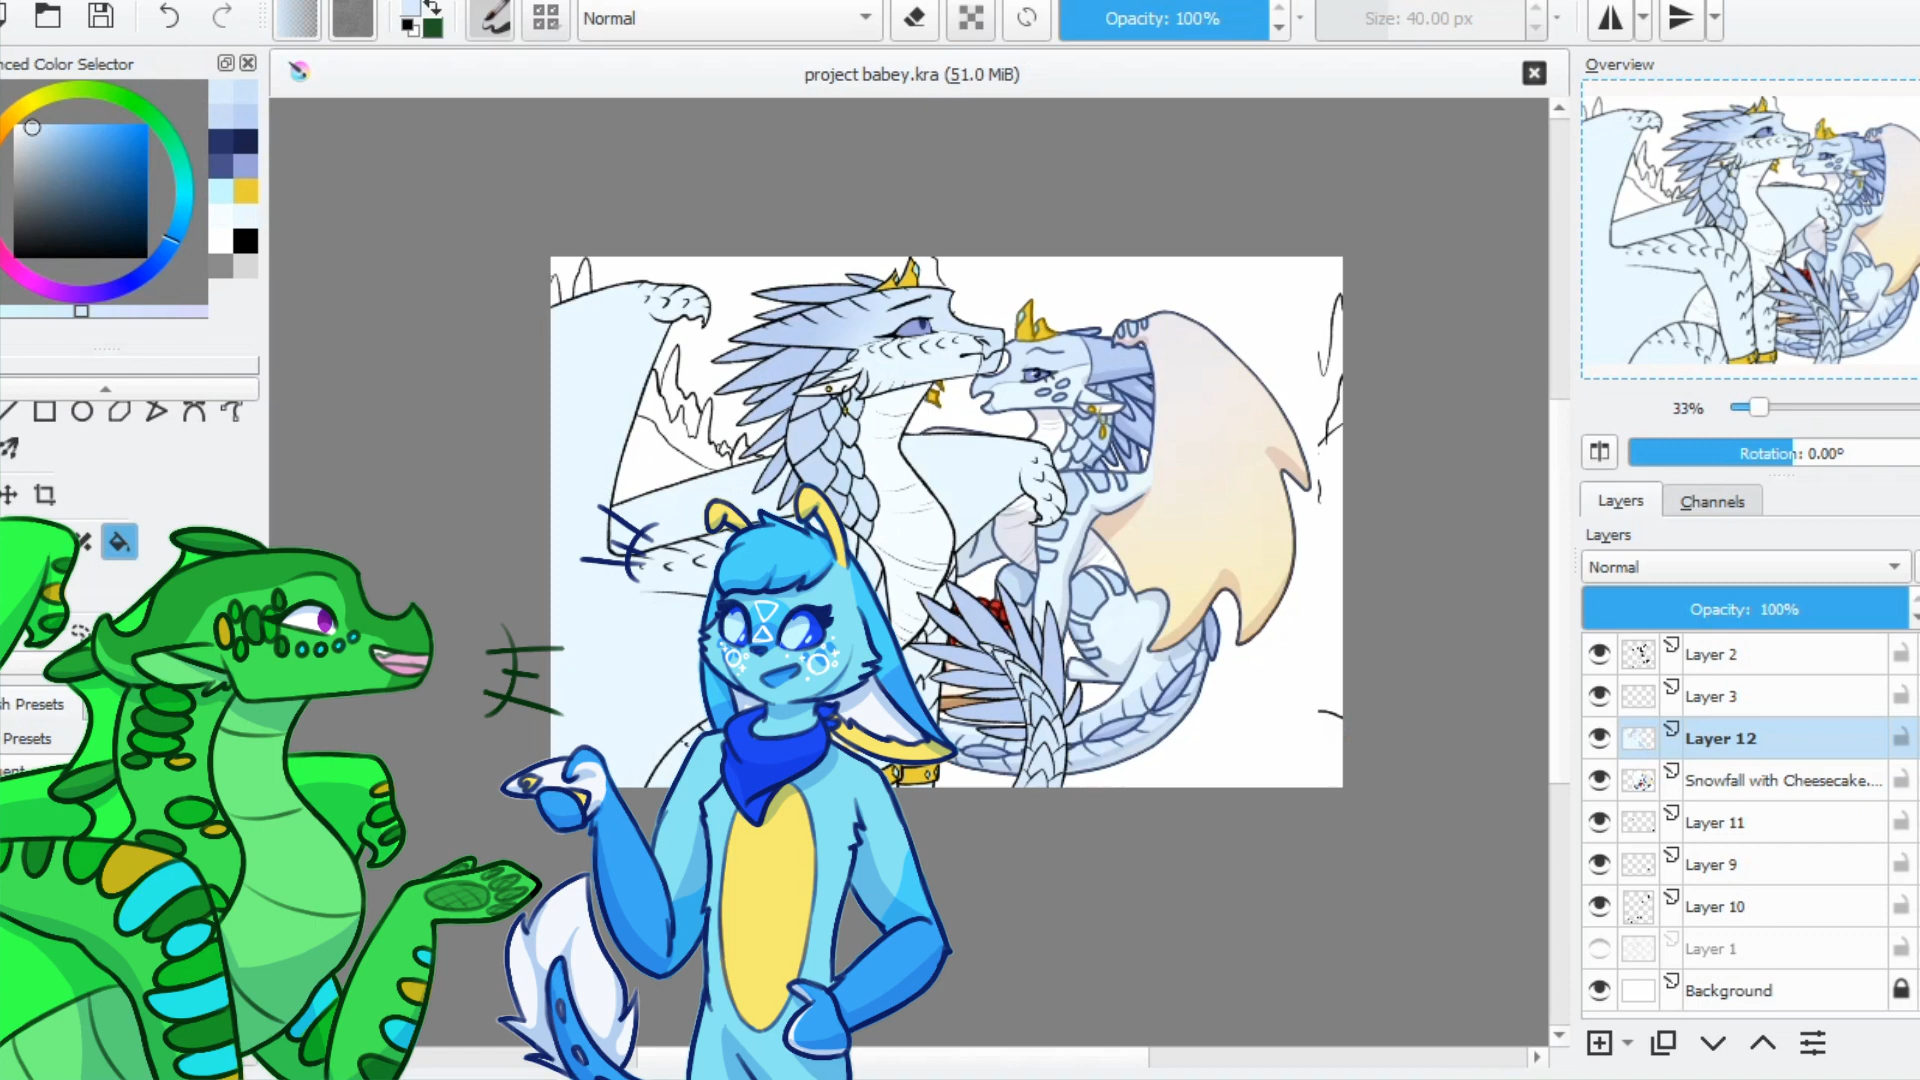 Normal
Opacity: 100%
Size: 40.00 px
nced Color Selector
project babey.kra (51.0 MiB)
Overview
33%
Rotation: 0.00°
Layers
Channels
Layers
Normal
Opacity: 100%
Layer 2
Layer 3
Layer 12
Snowfall with Cheesecake....
Layer 11
Layer 9
Layer 10
Layer 1
Background
sh Presets
Presets